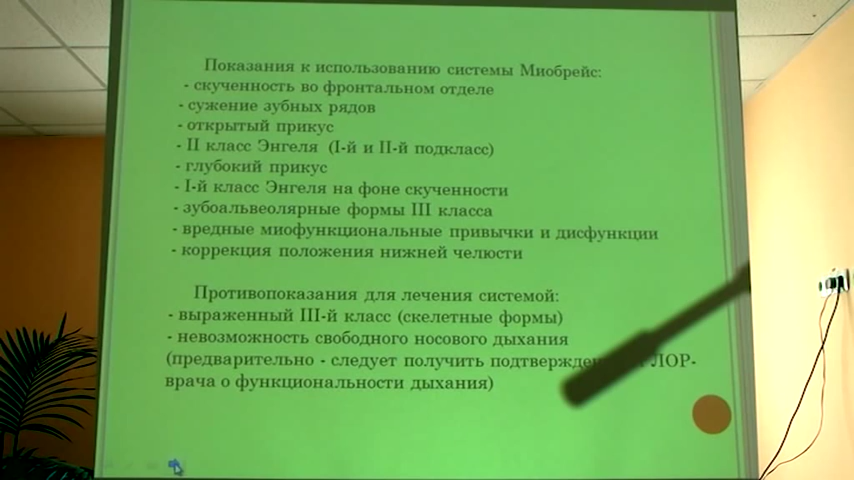 Показания к использованию системы Миобрейс:
- скученность во фронтальном отделе
- сужение зубных рядов
- открытый прикус
- II класс Энгеля (I-й и II-й подкласс)
- глубокий прикус
- I-й класс Энгеля на фоне скученности
- зубоальвеолярные формы III класса
- вредные миофункциональные привычки и дисфункции
- коррекция положения нижней челюсти
Противопоказания для лечения системой:
- выраженный III-й класс (скелетные формы)
- невозможность свободного носового дыхания
(предварительно - следует получить ЛОР-
врача о функциональности дыхания)